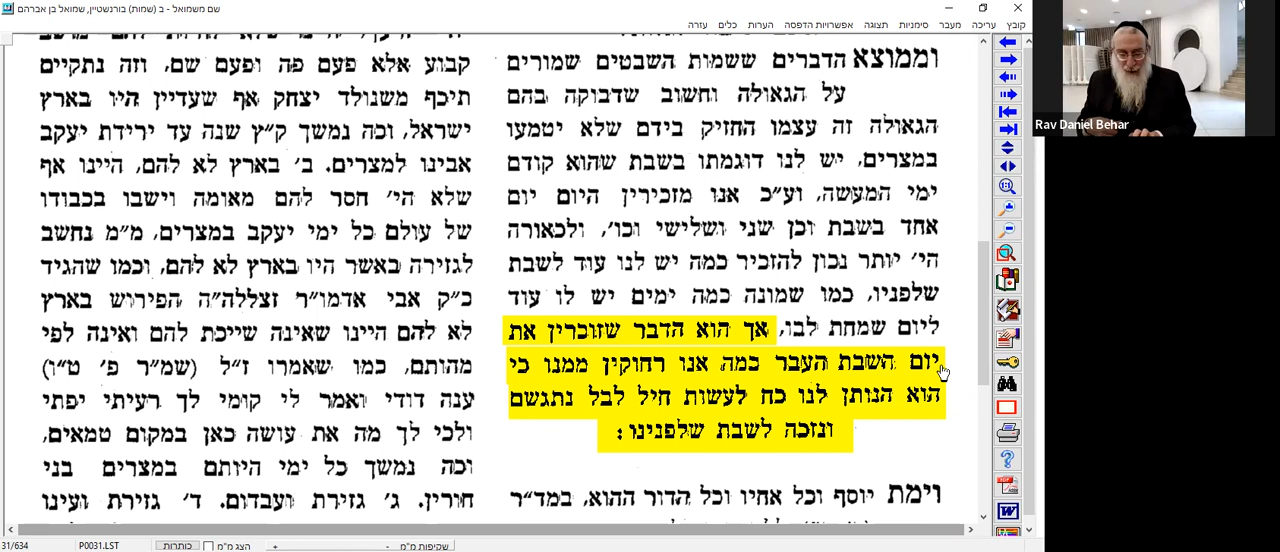 שם משמואל - ב (שמות) בורנשטיין, שמואל בן אברהם
קובץ עריכה מעבר סימניות תצוגה אפשרויות הדפסה הערות כלים עזרה
וממוצא הדברים ששמות השבטים שמורים
על הגאולה וחשוב שדבוקה בהם
הגאולה זה עצמו החזיק בידם שלא יטמעו
במצרים, יש לנו דוגמתו בשבת שהוא קודם
ימי המעשה, וע״כ אנו מזכירין היום יום
אחד בשבת וכן שני ושלישי וכו׳, ולכאורה
הי׳ יותר נכון להזכיר כמה יש לנו עוד לשבת
שלפניו, כמו שמונה כמה ימים יש לו עוד
ליום שמחת לבו, אך הוא הדבר שזוכרין את
יום השבת העבר כמה אנו רחוקין ממנו כי
הוא הנותן לנו כח לעשות חיל לבל נתגשם
ונזכה לשבת שלפנינו:
וימת יוסף וכל אחיו וכל הדור ההוא, במד״ר
קבוע אלא פעם פה ופעם שם, וזה נתקיים
תיכף משנולד יצחק אף שעדיין היו בארץ
ישראל, וכה נמשך ק״ץ שנה עד ירידת יעקב
אבינו למצרים. ב׳ בארץ לא להם, היינו אף
שלא הי׳ חסר להם מאומה וישבו בכבודו
של עולם כל ימי יעקב במצרים, מ״מ נחשב
לגזירה באשר היו בארץ לא להם, וכמו שהגיד
כ״ק אבי אדמו״ר זצללה״ה הפירוש בארץ
לא להם היינו שאינה שייכת להם ואינה לפי
מהותם, כמו שאמרו ז״ל (שמ״ר פ׳ ט״ו)
ענה דודי ואמר לי קומי לך רעיתי יפתי
ולכי לך מה את עושה כאן במקום טמאים,
וכה נמשך כל ימי היותם במצרים בני
חורין. ג׳ גזירת ועבדום. ד׳ גזירת וענו
Rav Daniel Behar
31/634 P0031.LST כותרות הצג מ״מ - + שקיפות מ״מ